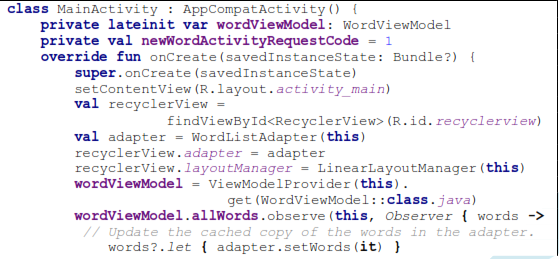 class MainActivity : AppCompatActivity() {
private lateinit var wordViewModel: WordViewModel
private val newWordActivityRequestCode = 1
override fun onCreate(savedInstanceState: Bundle?) {
super.onCreate(savedInstanceState)
setContentView(R.layout.activity_main)
val recyclerView =
findViewById<RecyclerView>(R.id.recyclerview)
val adapter = WordListAdapter(this)
recyclerView.adapter = adapter
recyclerView.layoutManager = LinearLayoutManager(this)
wordViewModel = ViewModelProvider(this).
get(WordViewModel::class.java)
wordViewModel.allWords.observe(this, Observer { words ->
// Update the cached copy of the words in the adapter.
words?.let { adapter.setWords(it) }